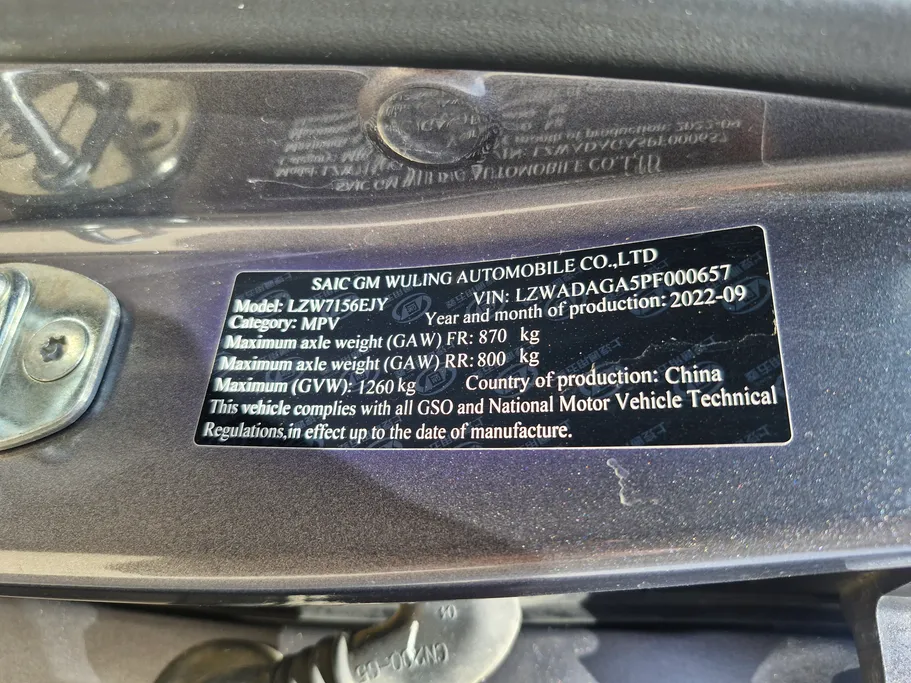 SAIC GM WULING AUTOMOBILE CO.,LTD
Model: LZW7156EJY VIN: LZWADAGA5PF000657
Category: MPV Year and month of production: 2022-09
Maximum axle weight (GAW) FR: 870 kg
Maximum axle weight (GAW) RR: 800 kg
Maximum (GVW): 1260 kg Country of production: China
This vehicle complies with all GSO and National Motor Vehicle Technical
Regulations,in effect up to the date of manufacture.